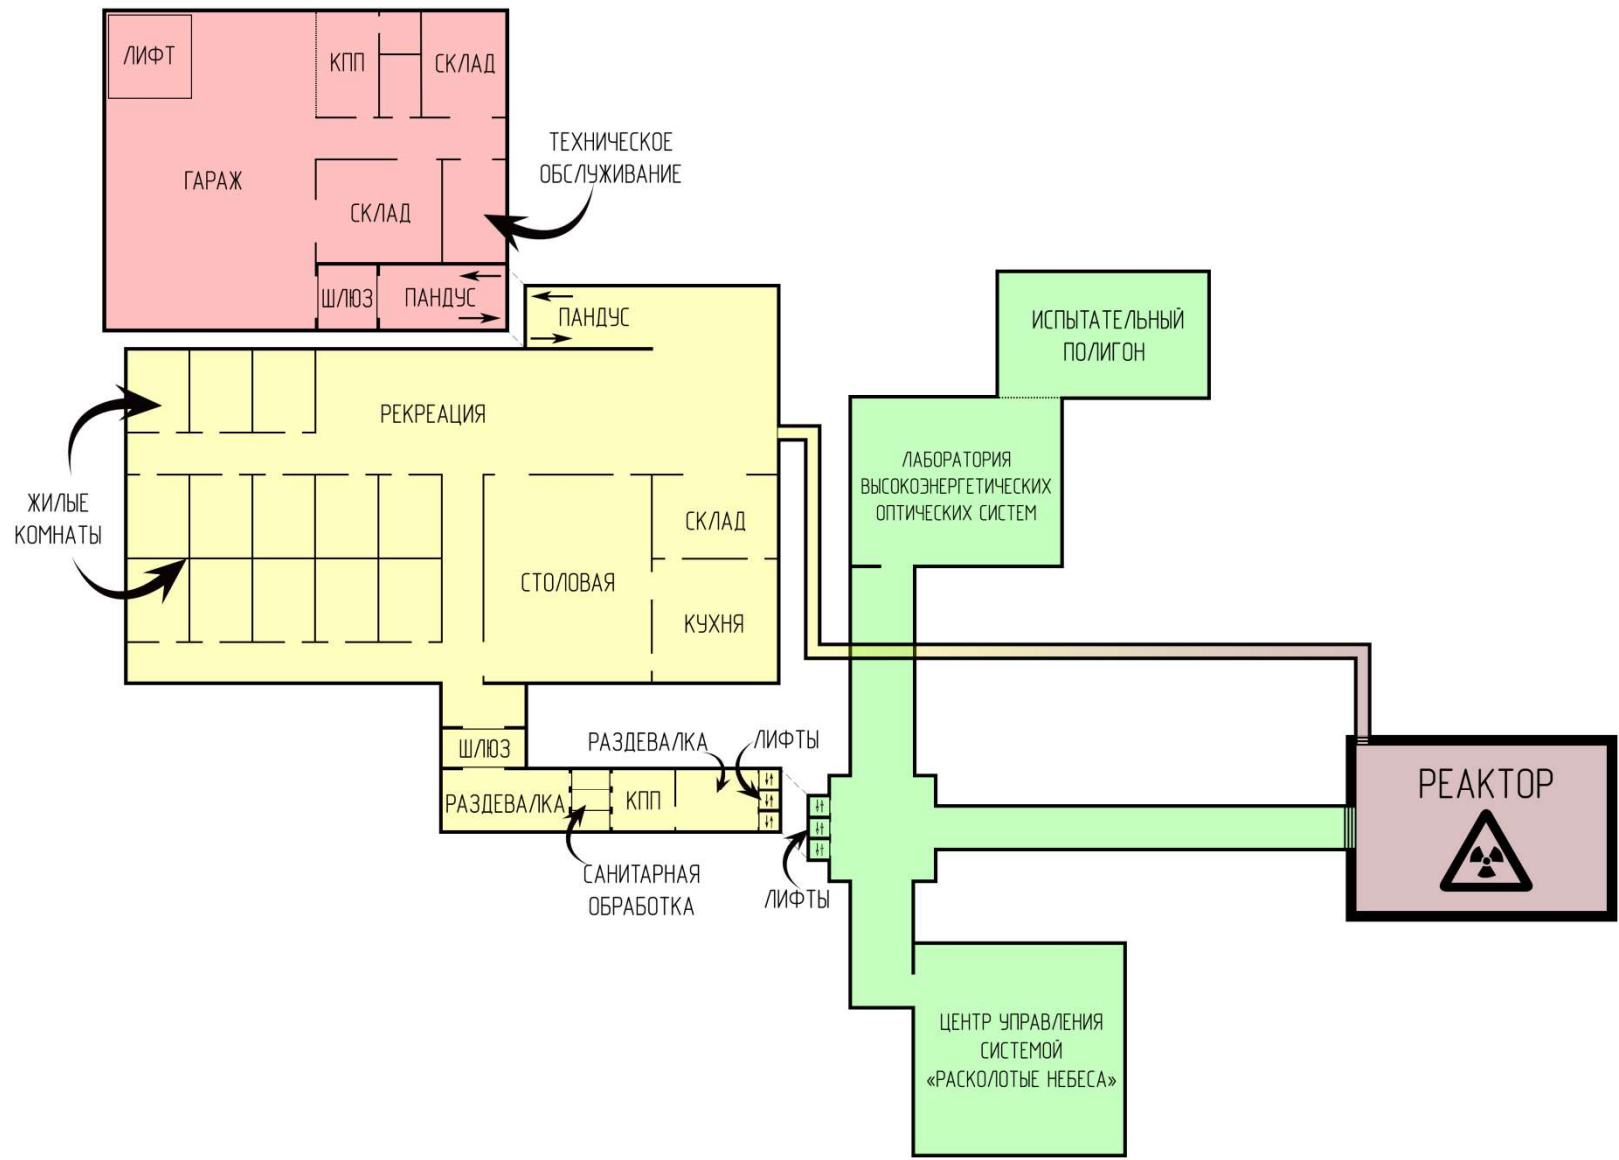 ЛИФТ
КПП
СКЛАД
ТЕХНИЧЕСКОЕ
ОБСЛУЖИВАНИЕ
ГАРАЖ
СКЛАД
ШЛЮЗ
ПАНДУС
ПАНДУС
ИСПЫТАТЕЛЬНЫЙ
ПОЛИГОН
РЕКРЕАЦИЯ
ЛАБОРАТОРИЯ
ВЫСОКОЭНЕРГЕТИЧЕСКИХ
ОПТИЧЕСКИХ СИСТЕМ
ЖИЛЫЕ
КОМНАТЫ
СКЛАД
СТОЛОВАЯ
КУХНЯ
ШЛЮЗ
РАЗДЕВАЛКА
ЛИФТЫ
РАЗДЕВАЛКА
КПП
РЕАКТОР
САНИТАРНАЯ
ОБРАБОТКА
ЛИФТЫ
ЦЕНТР УПРАВЛЕНИЯ
СИСТЕМОЙ
«РАСКОЛОТЫЕ НЕБЕСА»